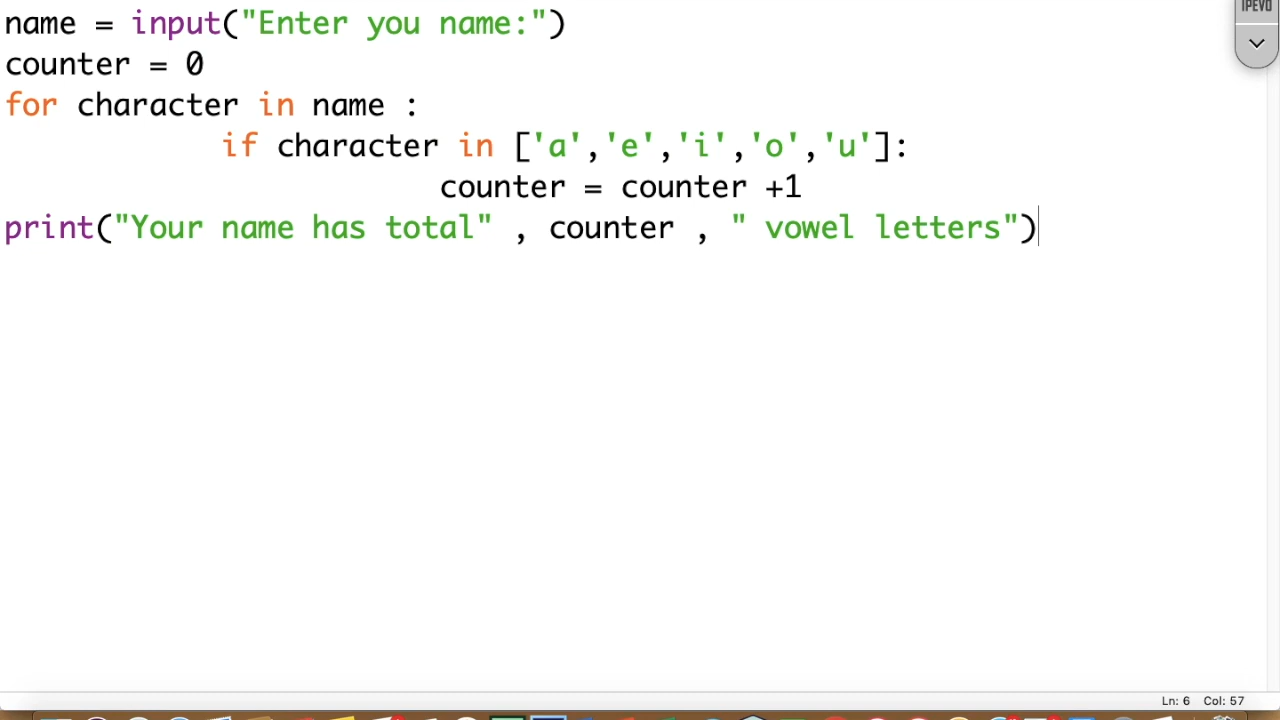 IPEVO
name = input("Enter you name:")
counter = 0
for character in name :
            if character in ['a','e','i','o','u']:
                        counter = counter +1
print("Your name has total" , counter , " vowel letters")
Ln: 6 Col: 57